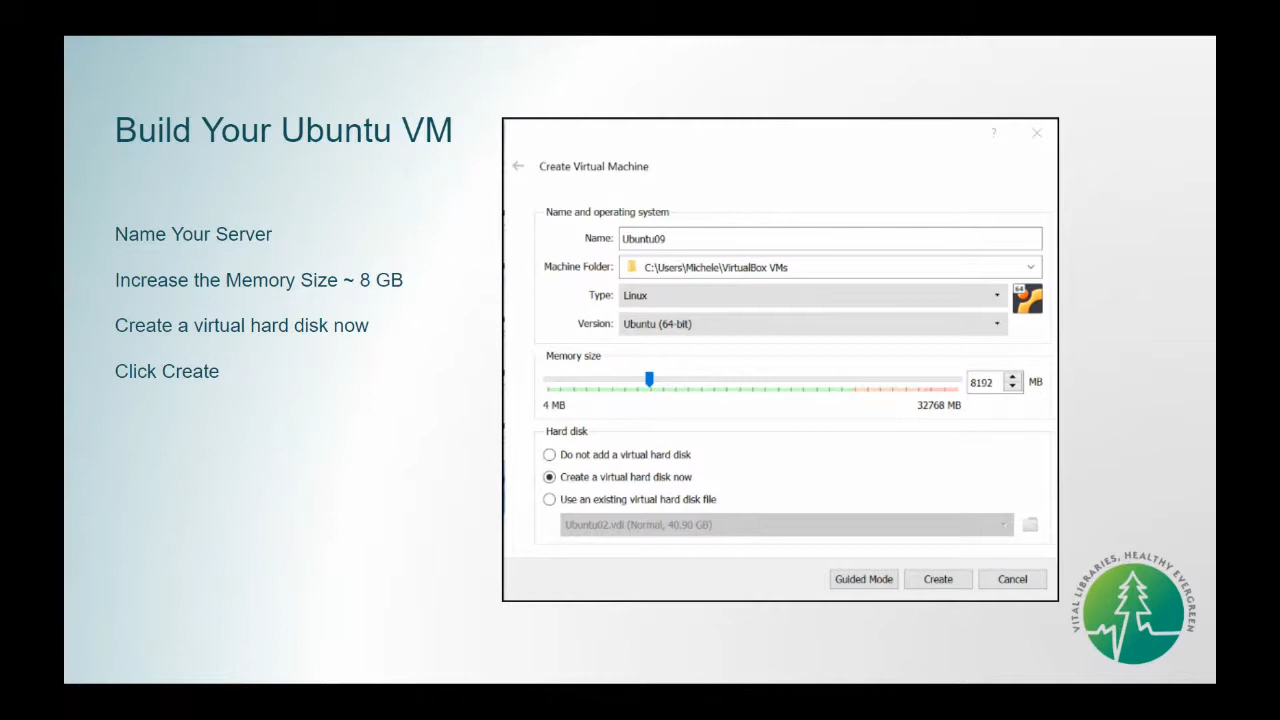 Build Your Ubuntu VM
Name Your Server
Increase the Memory Size ~ 8 GB
Create a virtual hard disk now
Click Create
?
Create Virtual Machine
Name and operating system
Name: Ubuntu09
Machine Folder: C:\Users\Michele\VirtualBox VMs
Type: Linux
64
Version: Ubuntu (64-bit)
Memory size
8192 MB
4 MB 32768 MB
Hard disk
Do not add a virtual hard disk
Create a virtual hard disk now
Use an existing virtual hard disk file
Ubuntu02.vdi (Normal, 40.90 GB)
Guided Mode Create Cancel
VITAL LIBRARIES, HEALTHY EVERGREEN